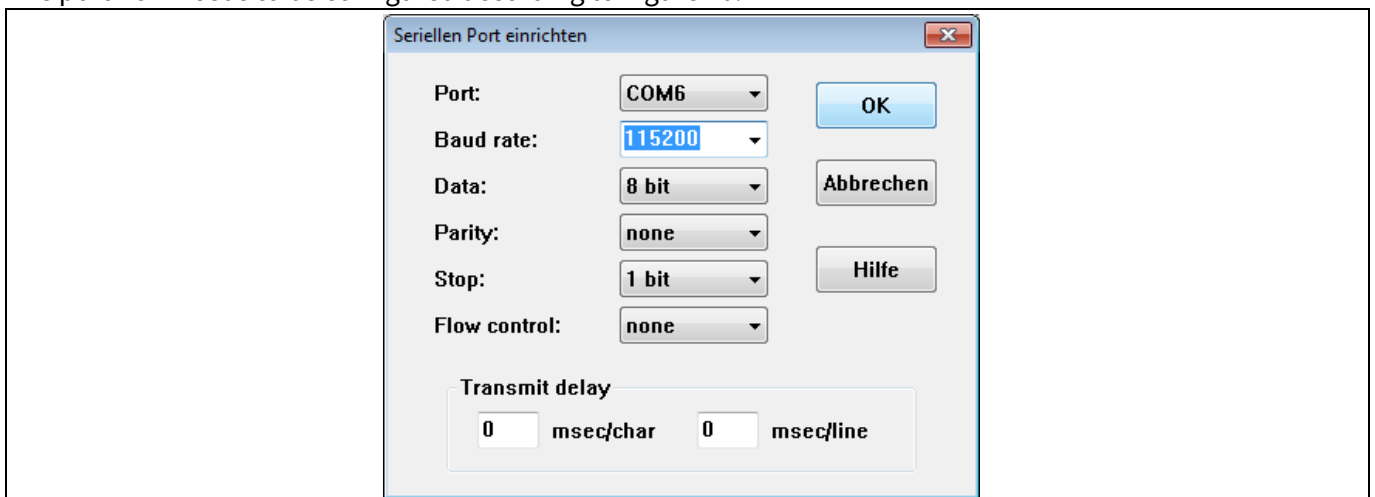 Seriellen Port einrichten
Port: COM6
OK
Baud rate: 115200
Data: 8 bit
Abbrechen
Parity: none
Hilfe
Stop: 1 bit
Flow control: none
Transmit delay
0 msec/char 0 msec/line